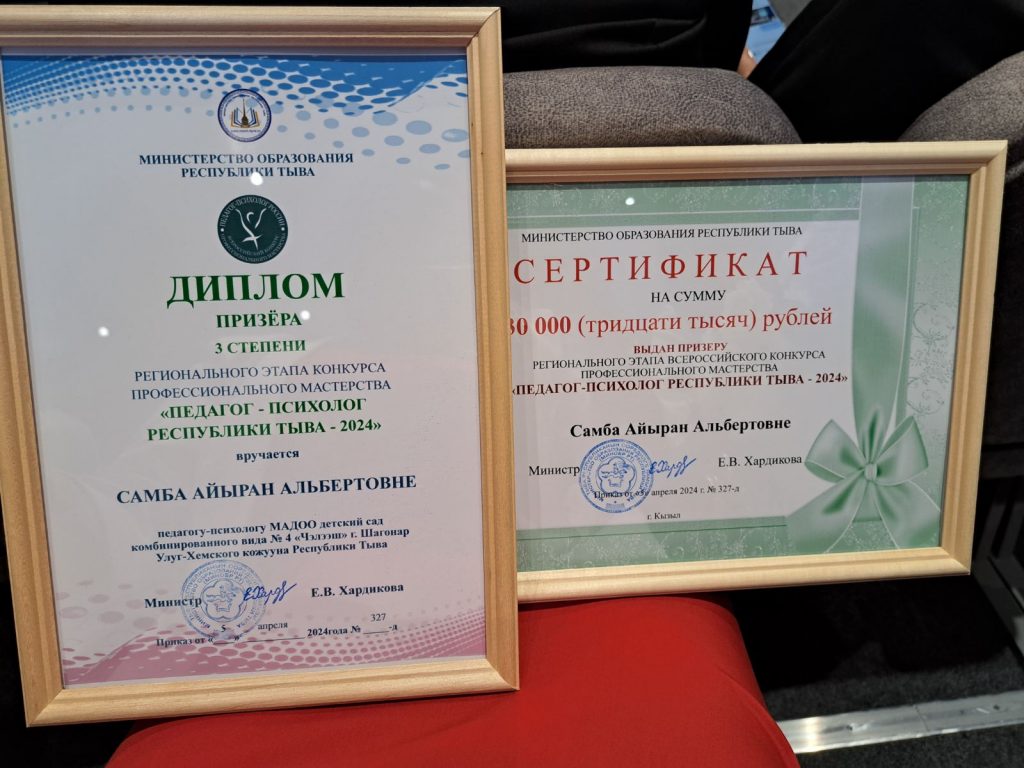 МИНИСТЕРСТВО ОБРАЗОВАНИЯ
РЕСПУБЛИКИ ТЫВА
ПЕДАГОГ-ПСИХОЛОГ РОССИИ
ДИПЛОМ
ПРИЗЁРА
3 СТЕПЕНИ
РЕГИОНАЛЬНОГО ЭТАПА КОНКУРСА
ПРОФЕССИОНАЛЬНОГО МАСТЕРСТВА
«ПЕДАГОГ - ПСИХОЛОГ
РЕСПУБЛИКИ ТЫВА - 2024»
вручается
САМБА АЙЫРАН АЛЬБЕРТОВНЕ
педагогу-психологу МАДОО детский сад
комбинированного вида № 4 «Чэлээш» г. Шагонар
Улуг-Хемского кожууна Республики Тыва
Министр Е.В. Хардикова
Приказ от «5» апреля 2024года № 327-д
МИНИСТЕРСТВО ОБРАЗОВАНИЯ РЕСПУБЛИКИ ТЫВА
СЕРТИФИКАТ
НА СУММУ
30 000 (тридцати тысяч) рублей
ВЫДАН ПРИЗЕРУ
РЕГИОНАЛЬНОГО ЭТАПА ВСЕРОССИЙСКОГО КОНКУРСА
ПРОФЕССИОНАЛЬНОГО МАСТЕРСТВА
«ПЕДАГОГ-ПСИХОЛОГ РЕСПУБЛИКИ ТЫВА - 2024»
Самба Айыран Альбертовне
Министр Е.В. Хардикова
Приказ от апреля 2024 г. № 327-д
г. Кызыл